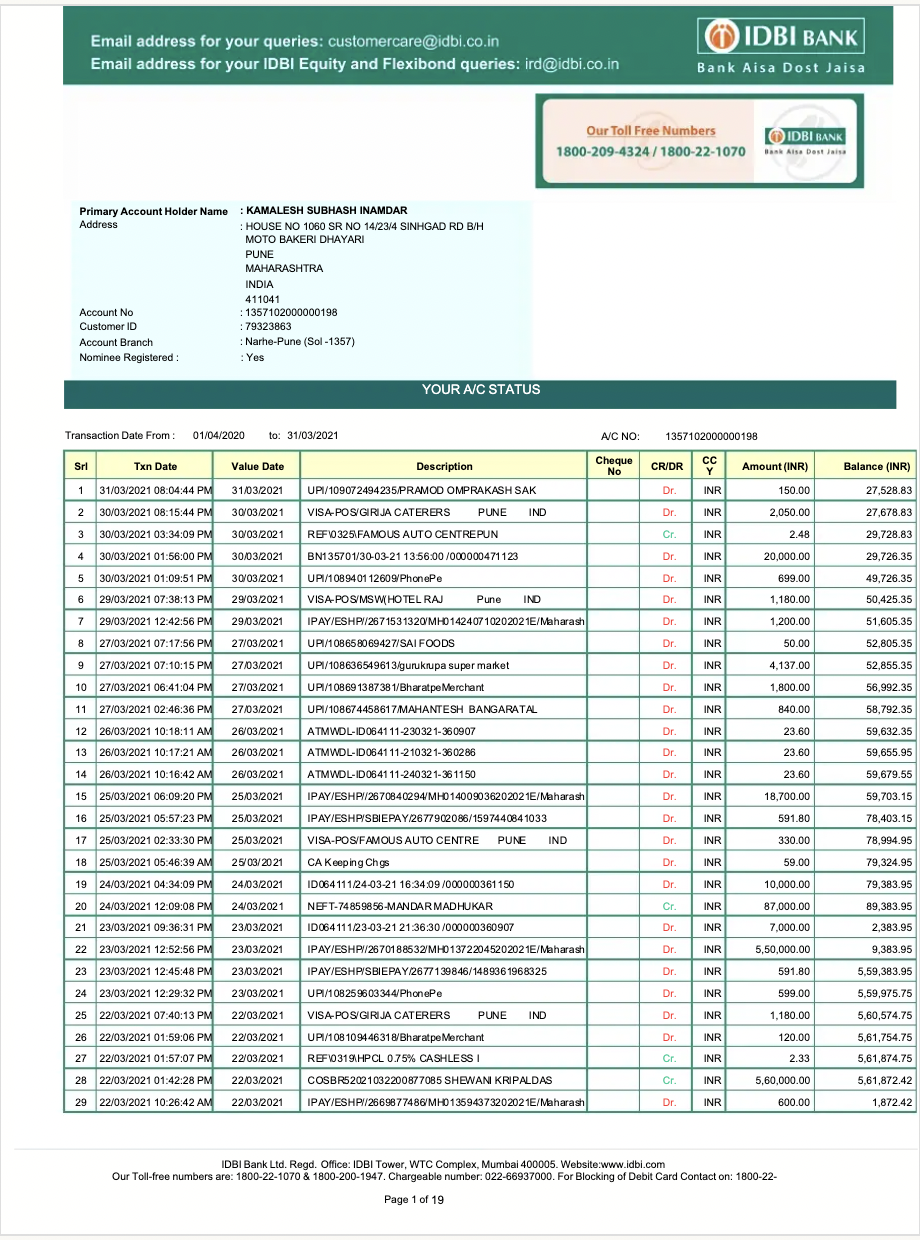 Email address for your queries: customercare@idbi.co.in
Email address for your IDBI Equity and Flexibond queries: ird@idbi.co.in
IDBI BANK
Bank Aisa Dost Jaisa
Our Toll Free Numbers
1800-209-4324 / 1800-22-1070
IDBI BANK
Bank Aisa Dost Jaisa
Primary Account Holder Name : KAMALESH SUBHASH INAMDAR
Address : HOUSE NO 1060 SR NO 14/23/4 SINHGAD RD B/H
MOTO BAKERI DHAYARI
PUNE
MAHARASHTRA
INDIA
411041
Account No : 1357102000000198
Customer ID : 79323863
Account Branch : Narhe-Pune (Sol -1357)
Nominee Registered : : Yes
YOUR A/C STATUS
Transaction Date From : 01/04/2020 to: 31/03/2021 A/C NO: 1357102000000198
Srl Txn Date Value Date Description Cheque No CR/DR CCY Amount (INR) Balance (INR)
1 31/03/2021 08:04:44 PM 31/03/2021 UPI/109072494235/PRAMOD OMPRAKASH SAK Dr. INR 150.00 27,528.83
2 30/03/2021 08:15:44 PM 30/03/2021 VISA-POS/GIRIJA CATERERS PUNE IND Dr. INR 2,050.00 27,678.83
3 30/03/2021 03:34:09 PM 30/03/2021 REF\0325\FAMOUS AUTO CENTREPUN Cr. INR 2.48 29,728.83
4 30/03/2021 01:56:00 PM 30/03/2021 BN135701/30-03-21 13:56:00 /000000471123 Dr. INR 20,000.00 29,726.35
5 30/03/2021 01:09:51 PM 30/03/2021 UPI/108940112609/PhonePe Dr. INR 699.00 49,726.35
6 29/03/2021 07:38:13 PM 29/03/2021 VISA-POS/MSW(HOTEL RAJ Pune IND Dr. INR 1,180.00 50,425.35
7 29/03/2021 12:42:56 PM 29/03/2021 IPAY/ESHP//2671531320/MH014240710202021E/Maharash Dr. INR 1,200.00 51,605.35
8 27/03/2021 07:17:56 PM 27/03/2021 UPI/108658069427/SAI FOODS Dr. INR 50.00 52,805.35
9 27/03/2021 07:10:15 PM 27/03/2021 UPI/108636549613/gurukrupa super market Dr. INR 4,137.00 52,855.35
10 27/03/2021 06:41:04 PM 27/03/2021 UPI/108691387381/BharatpeMerchant Dr. INR 1,800.00 56,992.35
11 27/03/2021 02:46:36 PM 27/03/2021 UPI/108674458617/MAHANTESH BANGARATAL Dr. INR 840.00 58,792.35
12 26/03/2021 10:18:11 AM 26/03/2021 ATMWDL-ID064111-230321-360907 Dr. INR 23.60 59,632.35
13 26/03/2021 10:17:21 AM 26/03/2021 ATMWDL-ID064111-210321-360286 Dr. INR 23.60 59,655.95
14 26/03/2021 10:16:42 AM 26/03/2021 ATMWDL-ID064111-240321-361150 Dr. INR 23.60 59,679.55
15 25/03/2021 06:09:20 PM 25/03/2021 IPAY/ESHP//2670840294/MH014009036202021E/Maharash Dr. INR 18,700.00 59,703.15
16 25/03/2021 05:57:23 PM 25/03/2021 IPAY/ESHP/SBIEPAY/2677902086/1597440841033 Dr. INR 591.80 78,403.15
17 25/03/2021 02:33:30 PM 25/03/2021 VISA-POS/FAMOUS AUTO CENTRE PUNE IND Dr. INR 330.00 78,994.95
18 25/03/2021 05:46:39 AM 25/03/2021 CA Keeping Chgs Dr. INR 59.00 79,324.95
19 24/03/2021 04:34:09 PM 24/03/2021 ID064111/24-03-21 16:34:09 /000000361150 Dr. INR 10,000.00 79,383.95
20 24/03/2021 12:09:08 PM 24/03/2021 NEFT-74859856-MANDAR MADHUKAR Cr. INR 87,000.00 89,383.95
21 23/03/2021 09:36:31 PM 23/03/2021 ID064111/23-03-21 21:36:30 /000000360907 Dr. INR 7,000.00 2,383.95
22 23/03/2021 12:52:56 PM 23/03/2021 IPAY/ESHP//2670188532/MH013722045202021E/Maharash Dr. INR 5,50,000.00 9,383.95
23 23/03/2021 12:45:48 PM 23/03/2021 IPAY/ESHP/SBIEPAY/2677139846/1489361968325 Dr. INR 591.80 5,59,383.95
24 23/03/2021 12:29:32 PM 23/03/2021 UPI/108259603344/PhonePe Dr. INR 599.00 5,59,975.75
25 22/03/2021 07:40:13 PM 22/03/2021 VISA-POS/GIRIJA CATERERS PUNE IND Dr. INR 1,180.00 5,60,574.75
26 22/03/2021 01:59:06 PM 22/03/2021 UPI/108109446318/BharatpeMerchant Dr. INR 120.00 5,61,754.75
27 22/03/2021 01:57:07 PM 22/03/2021 REF\0319\HPCL 0.75% CASHLESS I Cr. INR 2.33 5,61,874.75
28 22/03/2021 01:42:28 PM 22/03/2021 COSBR52021032200877085 SHEWANI KRIPALDAS Cr. INR 5,60,000.00 5,61,872.42
29 22/03/2021 10:26:42 AM 22/03/2021 IPAY/ESHP//2669877486/MH013594373202021E/Maharash Dr. INR 600.00 1,872.42
IDBI Bank Ltd. Regd. Office: IDBI Tower, WTC Complex, Mumbai 400005. Website:www.idbi.com
Our Toll-free numbers are: 1800-22-1070 & 1800-200-1947. Chargeable number: 022-66937000. For Blocking of Debit Card Contact on: 1800-22-
Page 1 of 19